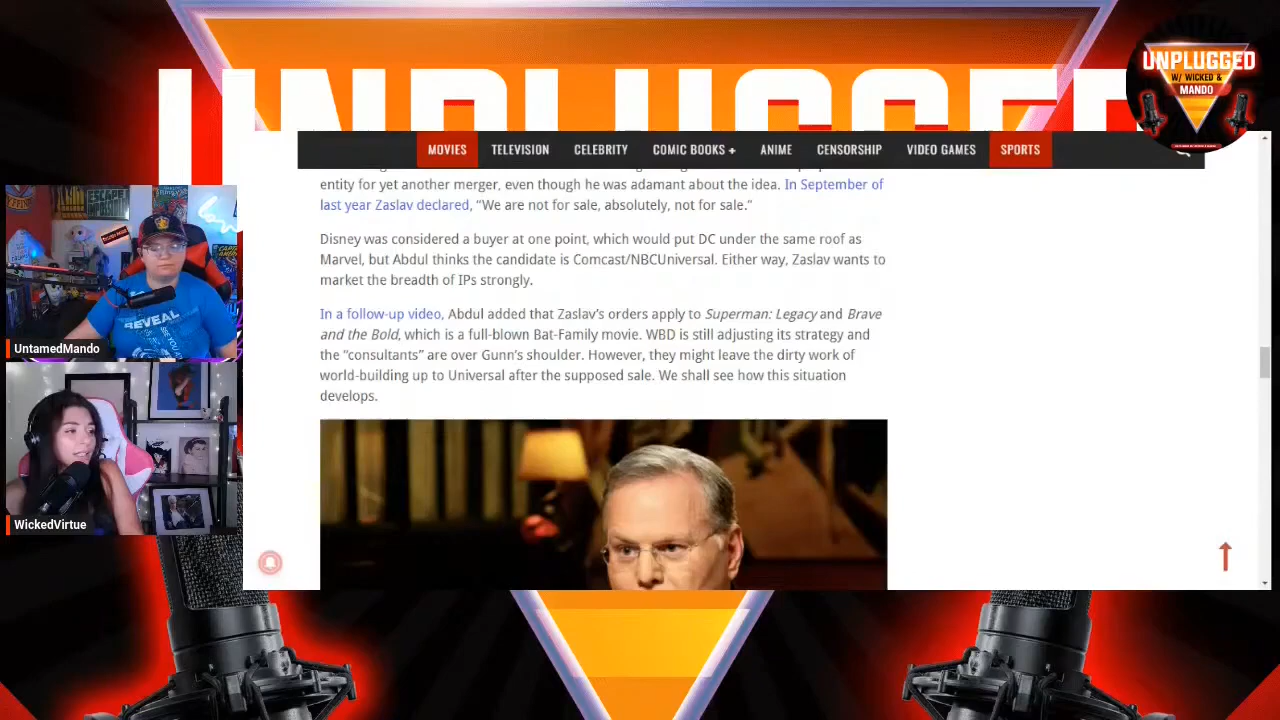 UNPLUGGED
UNPLUGGED
W/ WICKED &
MANDO
MOVIES TELEVISION CELEBRITY COMIC BOOKS + ANIME CENSORSHIP VIDEO GAMES SPORTS
entity for yet another merger, even though he was adamant about the idea. In September of
last year Zaslav declared, “We are not for sale, absolutely, not for sale.”
Disney was considered a buyer at one point, which would put DC under the same roof as
Marvel, but Abdul thinks the candidate is Comcast/NBCUniversal. Either way, Zaslav wants to
market the breadth of IPs strongly.
In a follow-up video, Abdul added that Zaslav’s orders apply to Superman: Legacy and Brave
and the Bold, which is a full-blown Bat-Family movie. WBD is still adjusting its strategy and
the “consultants” are over Gunn’s shoulder. However, they might leave the dirty work of
world-building up to Universal after the supposed sale. We shall see how this situation
develops.
ESCAPE
REVEAL
UntamedMando
WickedVirtue